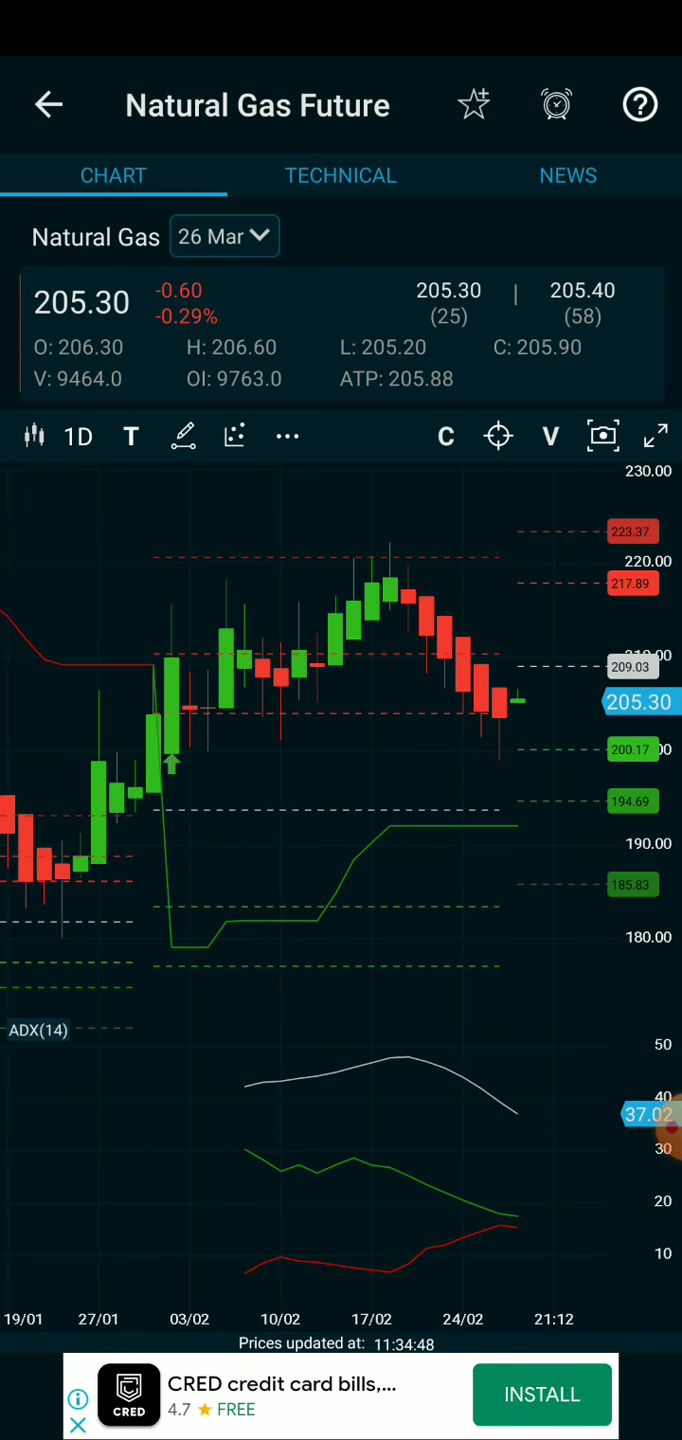 Natural Gas Future
CHART TECHNICAL NEWS
Natural Gas 26 Mar
205.30 -0.60 205.30 | 205.40
-0.29% (25) (58)
O: 206.30 H: 206.60 L: 205.20 C: 205.90
V: 9464.0 OI: 9763.0 ATP: 205.88
1D T C V
230.00
223.37
220.00
217.89
209.03
205.30
200.17
194.69
190.00
185.83
180.00
ADX(14)
50
40
37.02
30
20
10
19/01 27/01 03/02 10/02 17/02 24/02 21:12
Prices updated at: 11:34:48
CRED credit card bills,...
4.7 FREE
CRED
INSTALL